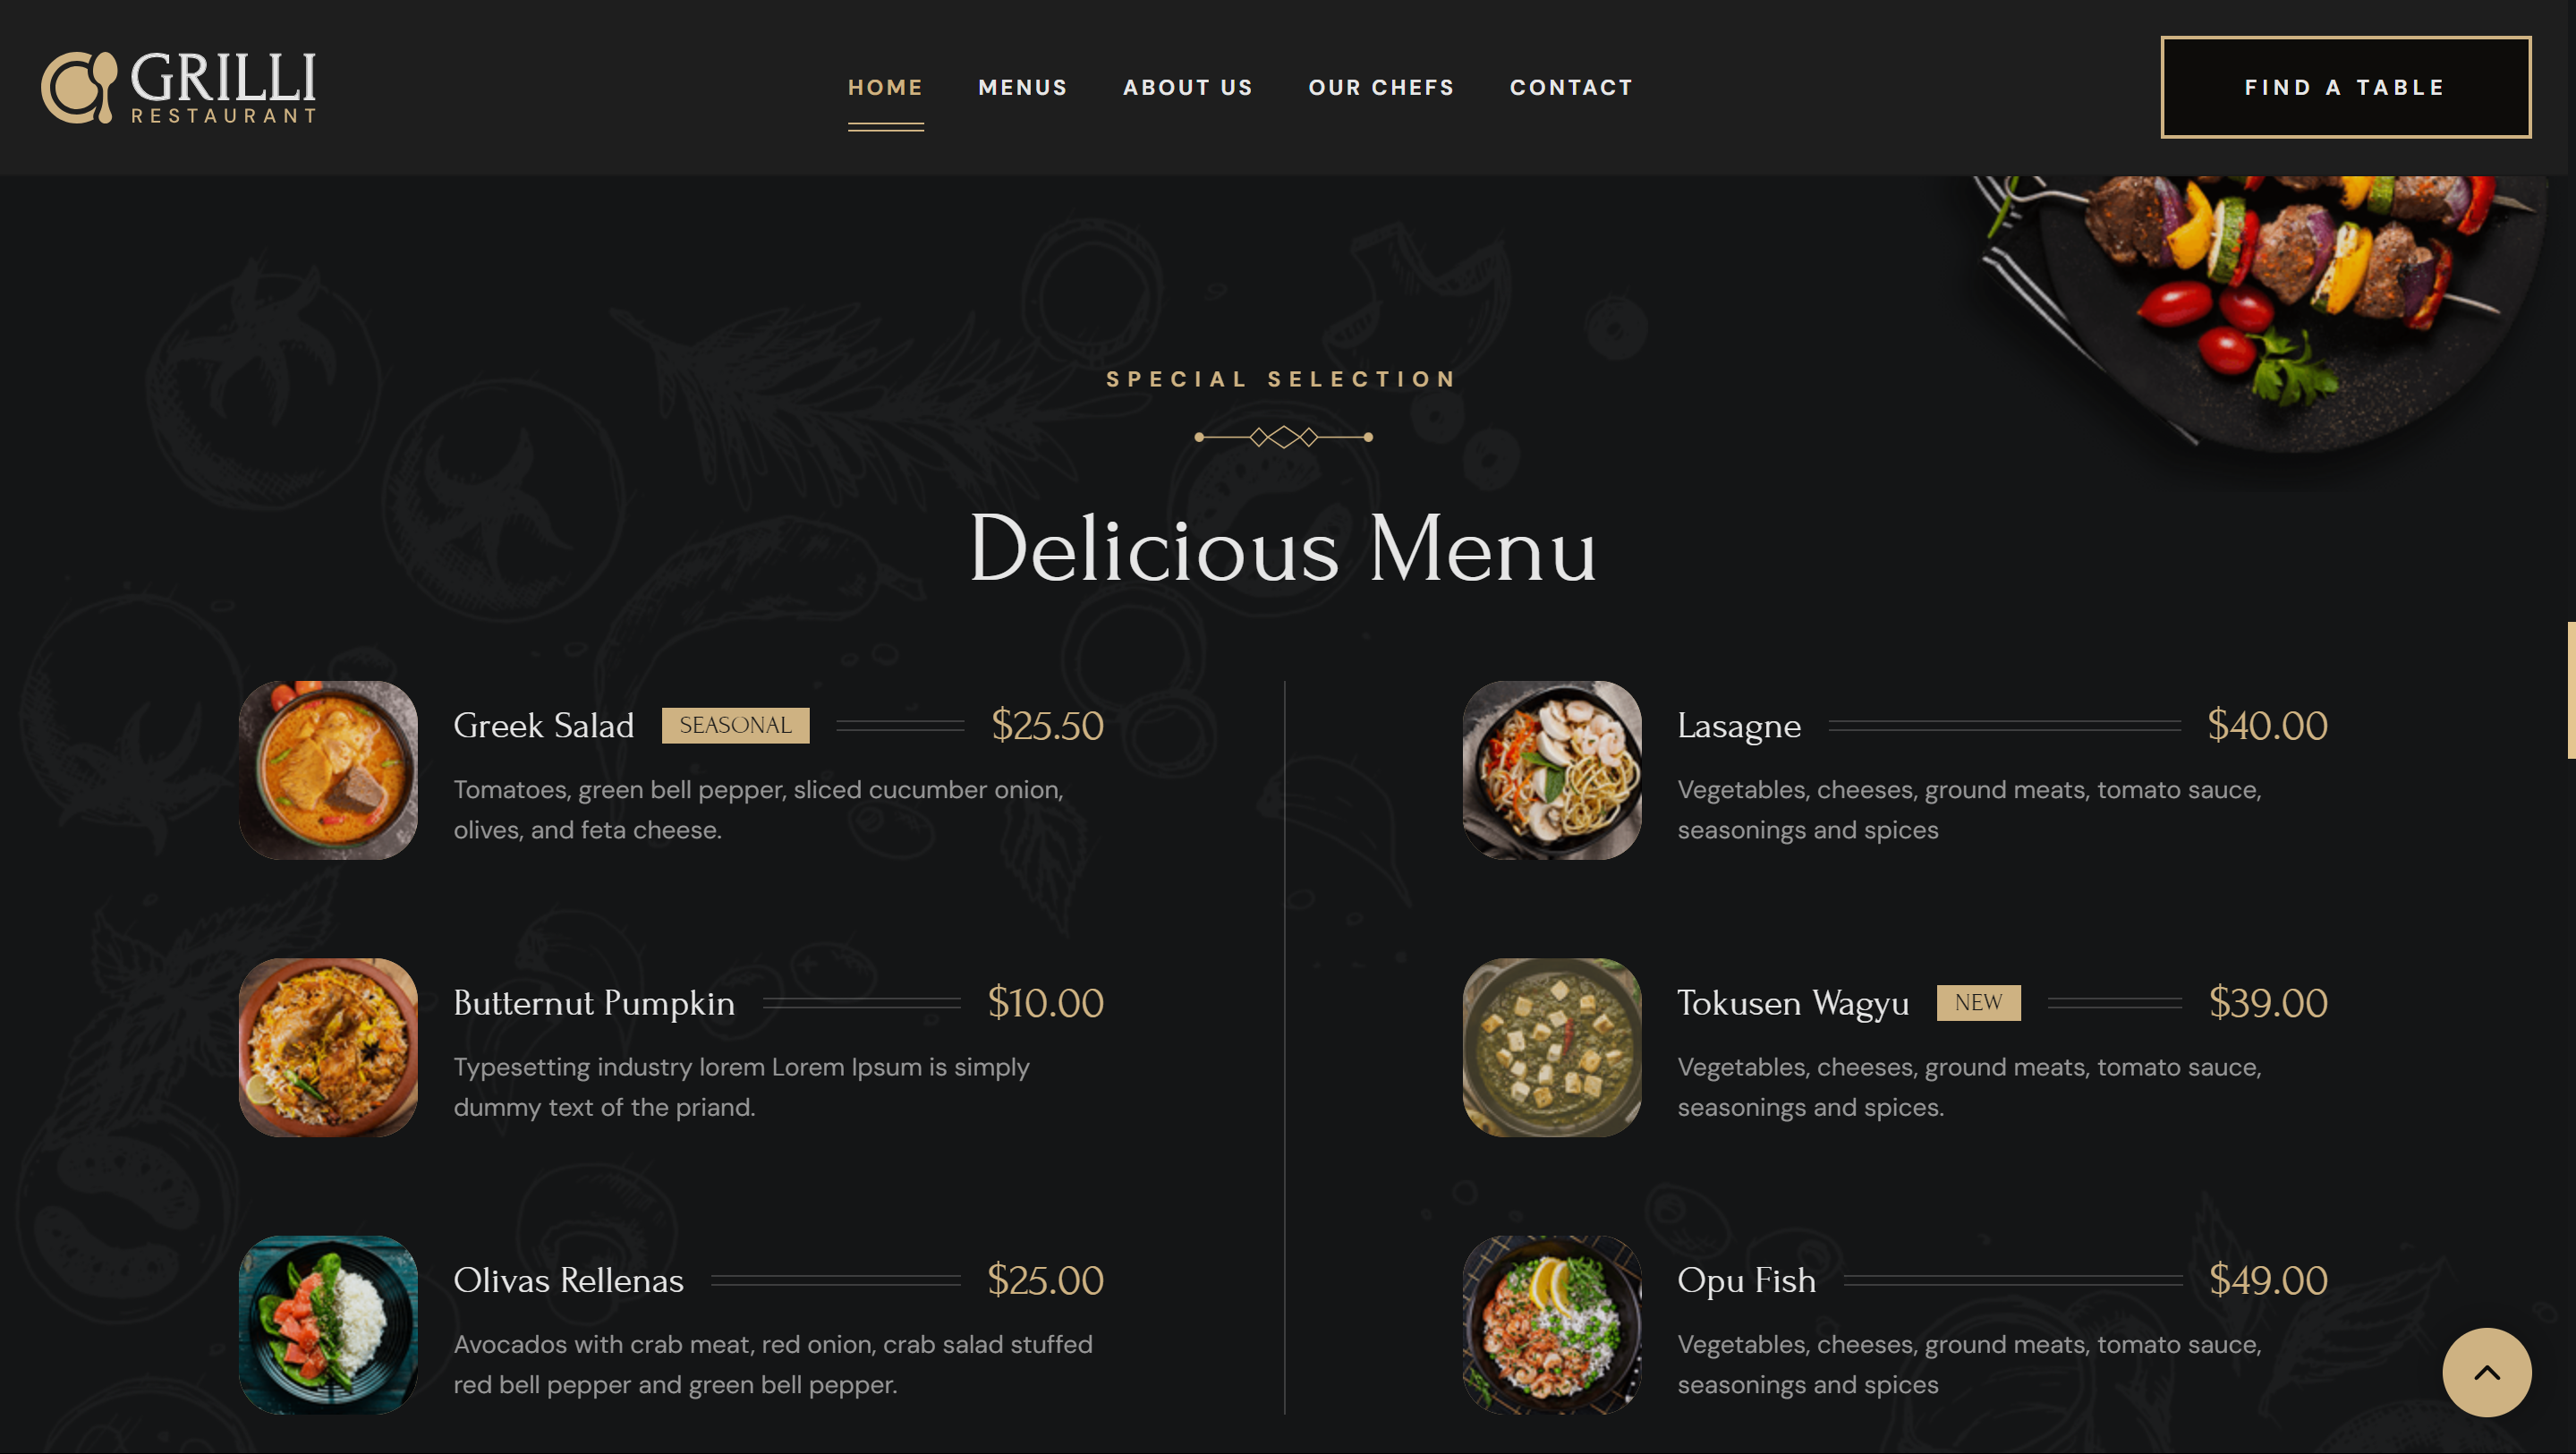 GRILLI
RESTAURANT
HOME MENUS ABOUT US OUR CHEFS CONTACT
FIND A TABLE
SPECIAL SELECTION
Delicious Menu
Greek Salad SEASONAL $25.50
Tomatoes, green bell pepper, sliced cucumber onion,
olives, and feta cheese.
Butternut Pumpkin $10.00
Typesetting industry lorem Lorem Ipsum is simply
dummy text of the priand.
Olivas Rellenas $25.00
Avocados with crab meat, red onion, crab salad stuffed
red bell pepper and green bell pepper.
Lasagne $40.00
Vegetables, cheeses, ground meats, tomato sauce,
seasonings and spices
Tokusen Wagyu NEW $39.00
Vegetables, cheeses, ground meats, tomato sauce,
seasonings and spices.
Opu Fish $49.00
Vegetables, cheeses, ground meats, tomato sauce,
seasonings and spices